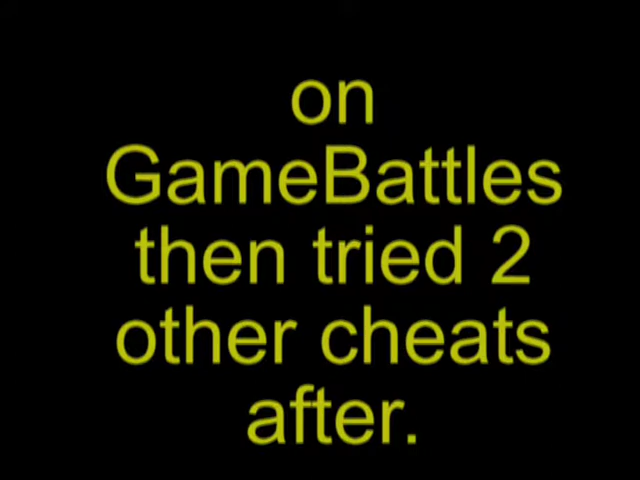 on
GameBattles
then tried 2
other cheats
after.